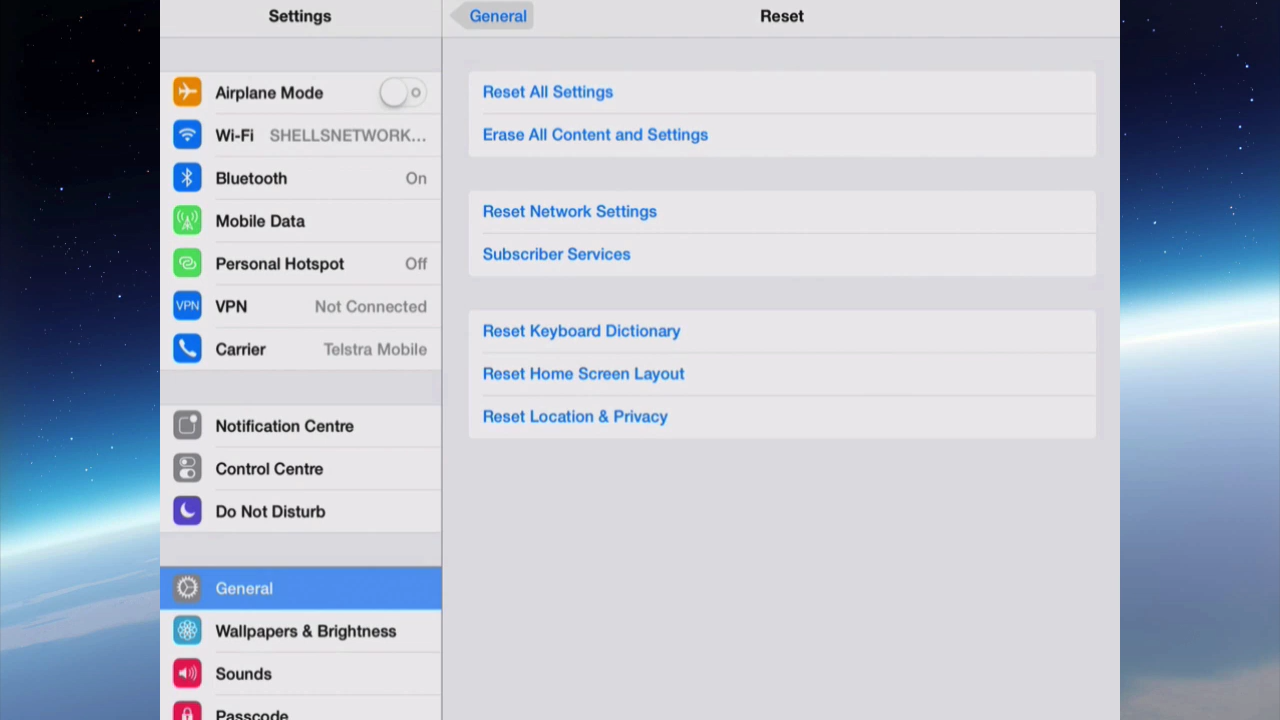 Settings
Airplane Mode
Wi-Fi SHELLSNETWORK...
Bluetooth On
Mobile Data
Personal Hotspot Off
VPN VPN Not Connected
Carrier Telstra Mobile
Notification Centre
Control Centre
Do Not Disturb
General
Wallpapers & Brightness
Sounds
Passcode
General Reset
Reset All Settings
Erase All Content and Settings
Reset Network Settings
Subscriber Services
Reset Keyboard Dictionary
Reset Home Screen Layout
Reset Location & Privacy